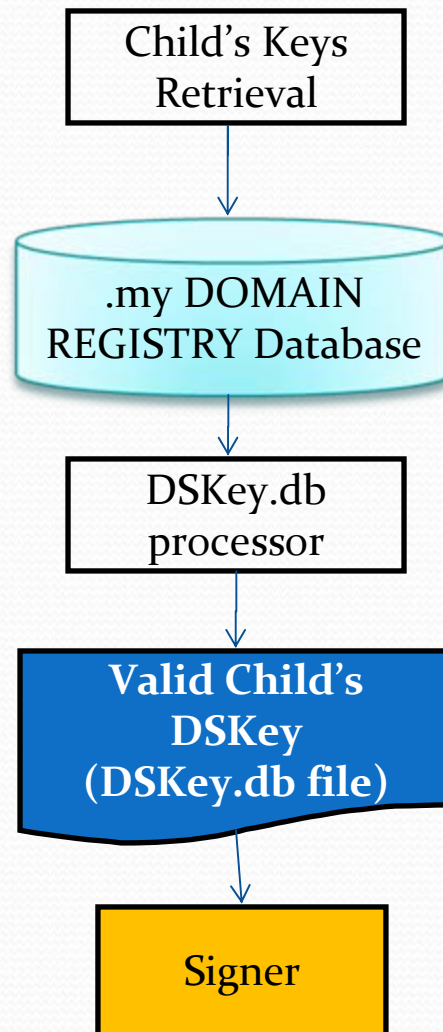 Child’s Keys
Retrieval
.my DOMAIN
REGISTRY Database
DSKey.db
processor
Valid Child’s
DSKey
(DSKey.db file)
Signer